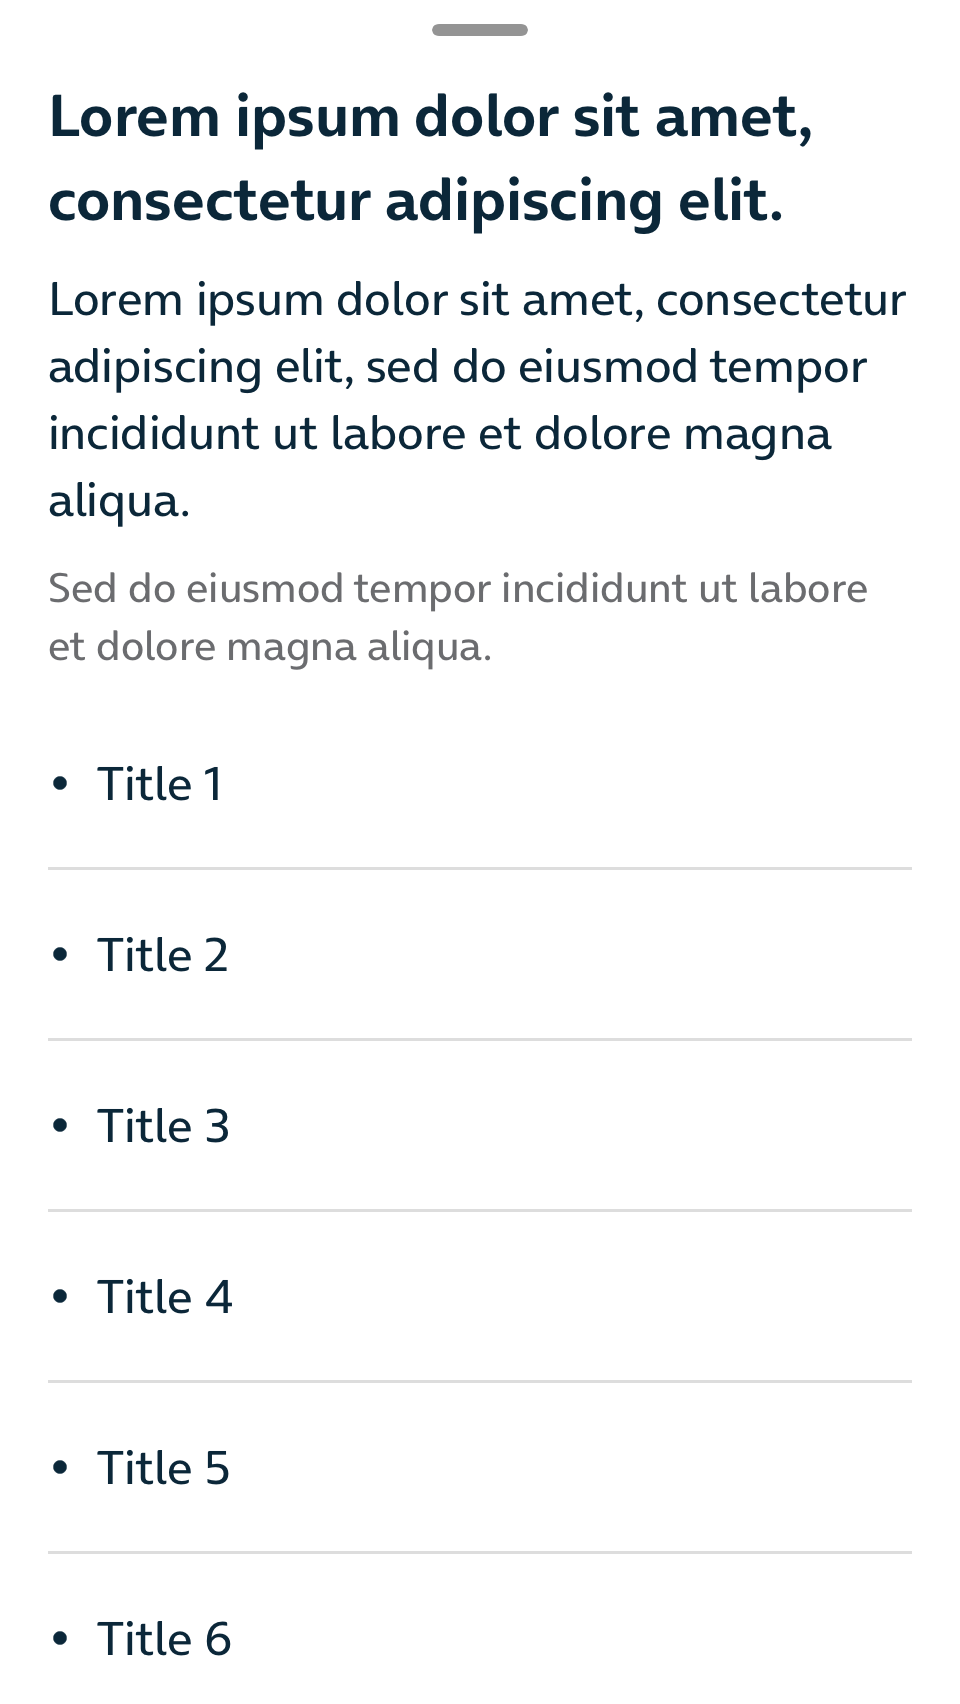 Lorem ipsum dolor sit amet,
consectetur adipiscing elit.
Lorem ipsum dolor sit amet, consectetur
adipiscing elit, sed do eiusmod tempor
incididunt ut labore et dolore magna
aliqua.
Sed do eiusmod tempor incididunt ut labore
et dolore magna aliqua.
• Title 1
• Title 2
• Title 3
• Title 4
• Title 5
• Title 6